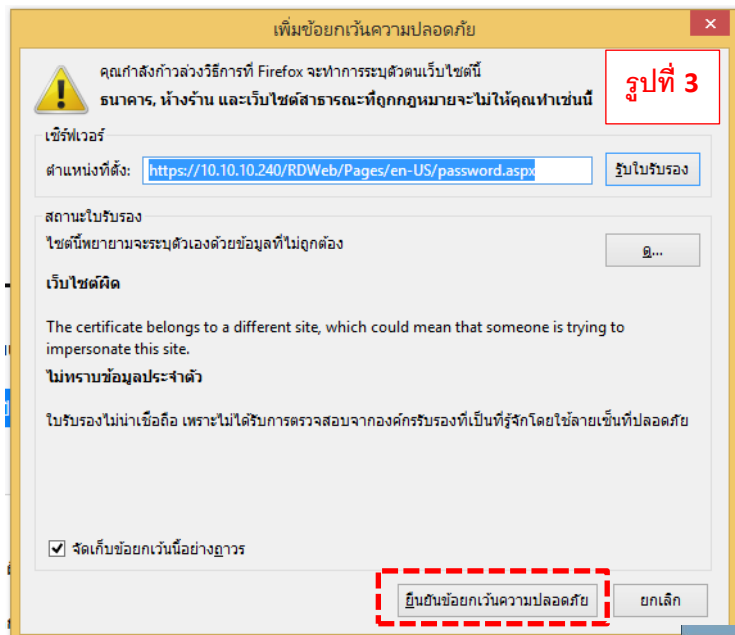 เพิ่มข้อยกเว้นความปลอดภัย
คุณกำลังก้าวล่วงวิธีการที่ Firefox จะทำการระบุตัวตนเว็บไซต์นี้
ธนาคาร, ห้างร้าน และเว็บไซต์สาธารณะที่ถูกกฎหมายจะไม่ให้คุณทำเช่นนี้
รูปที่ 3
เซิร์ฟเวอร์
ตำแหน่งที่ตั้ง: https://10.10.10.240/RDWeb/Pages/en-US/password.aspx รับใบรับรอง
สถานะใบรับรอง
ไซต์นี้พยายามจะระบุตัวเองด้วยข้อมูลที่ไม่ถูกต้อง
ดู...
เว็บไซต์ผิด
The certificate belongs to a different site, which could mean that someone is trying to
impersonate this site.
ไม่ทราบข้อมูลประจำตัว
ใบรับรองไม่น่าเชื่อถือ เพราะไม่ได้รับการตรวจสอบจากองค์กรรับรองที่เป็นที่รู้จักโดยใช้ลายเซ็นที่ปลอดภัย
จัดเก็บข้อยกเว้นนี้อย่างถาวร
ยืนยันข้อยกเว้นความปลอดภัย ยกเลิก